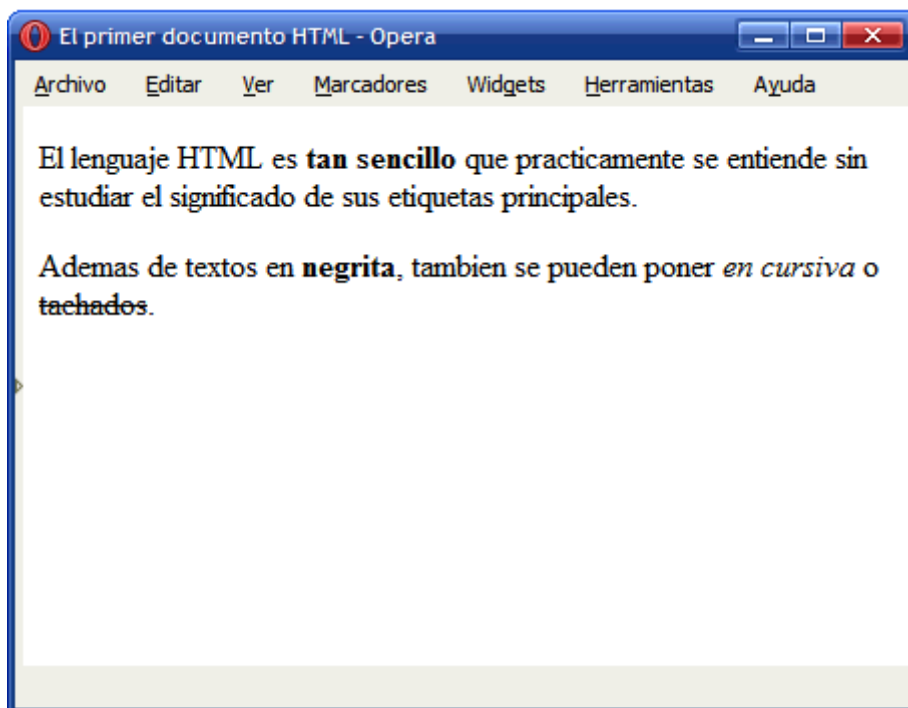 El primer documento HTML - Opera
Archivo Editar Ver Marcadores Widgets Herramientas Ayuda
El lenguaje HTML es tan sencillo que practicamente se entiende sin
estudiar el significado de sus etiquetas principales.
Ademas de textos en negrita, tambien se pueden poner en cursiva o
tachados.